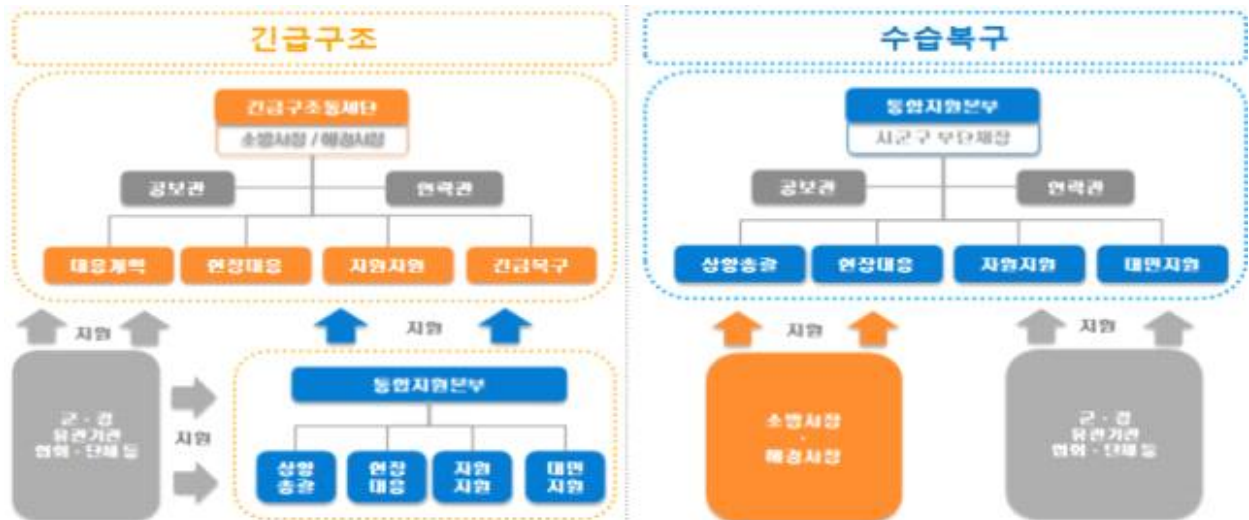 긴급구조
긴급구조통제단
소방서장 / 해경서장
공보관
연락관
대응계획
현장대응
자원지원
긴급복구
지원
지원
군 · 경
유관기관
협회 · 단체 등
지원
통합지원본부
상황
총괄
현장
대응
자원
지원
대민
지원
수습복구
통합지원본부
시군구 부단체장
공보관
연락관
상황총괄
현장대응
자원지원
대민지원
지원
지원
소방서장
·
해경서장
군 · 경
유관기관
협회 · 단체 등